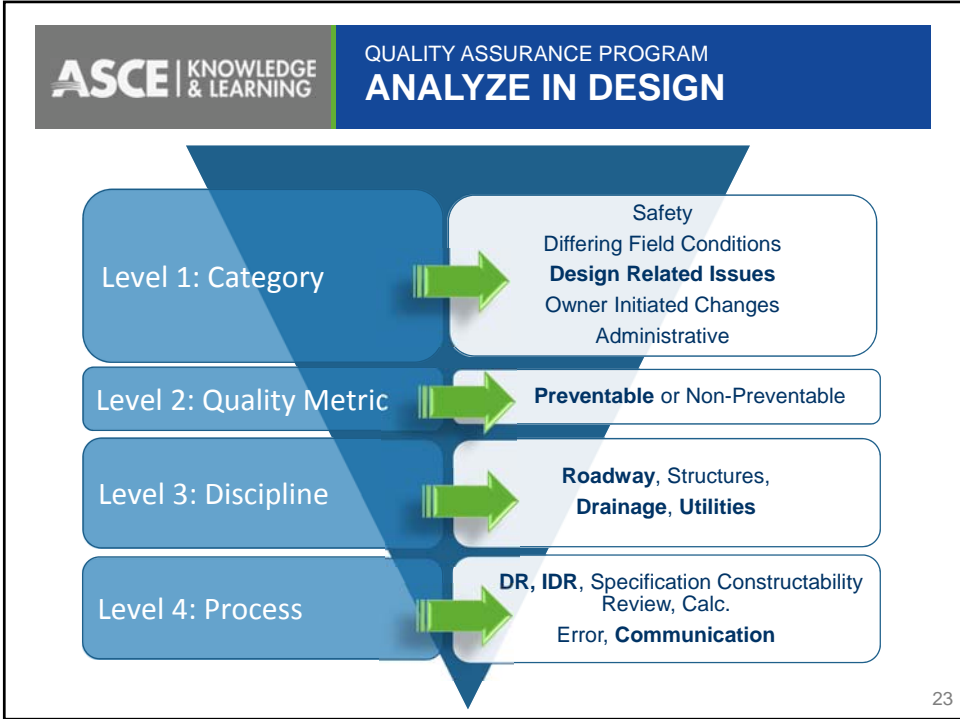 ASCE | KNOWLEDGE
& LEARNING
QUALITY ASSURANCE PROGRAM
ANALYZE IN DESIGN
Level 1: Category
Safety
Differing Field Conditions
Design Related Issues
Owner Initiated Changes
Administrative
Level 2: Quality Metric
Preventable or Non-Preventable
Level 3: Discipline
Roadway, Structures,
Drainage, Utilities
Level 4: Process
DR, IDR, Specification Constructability
Review, Calc.
Error, Communication
23